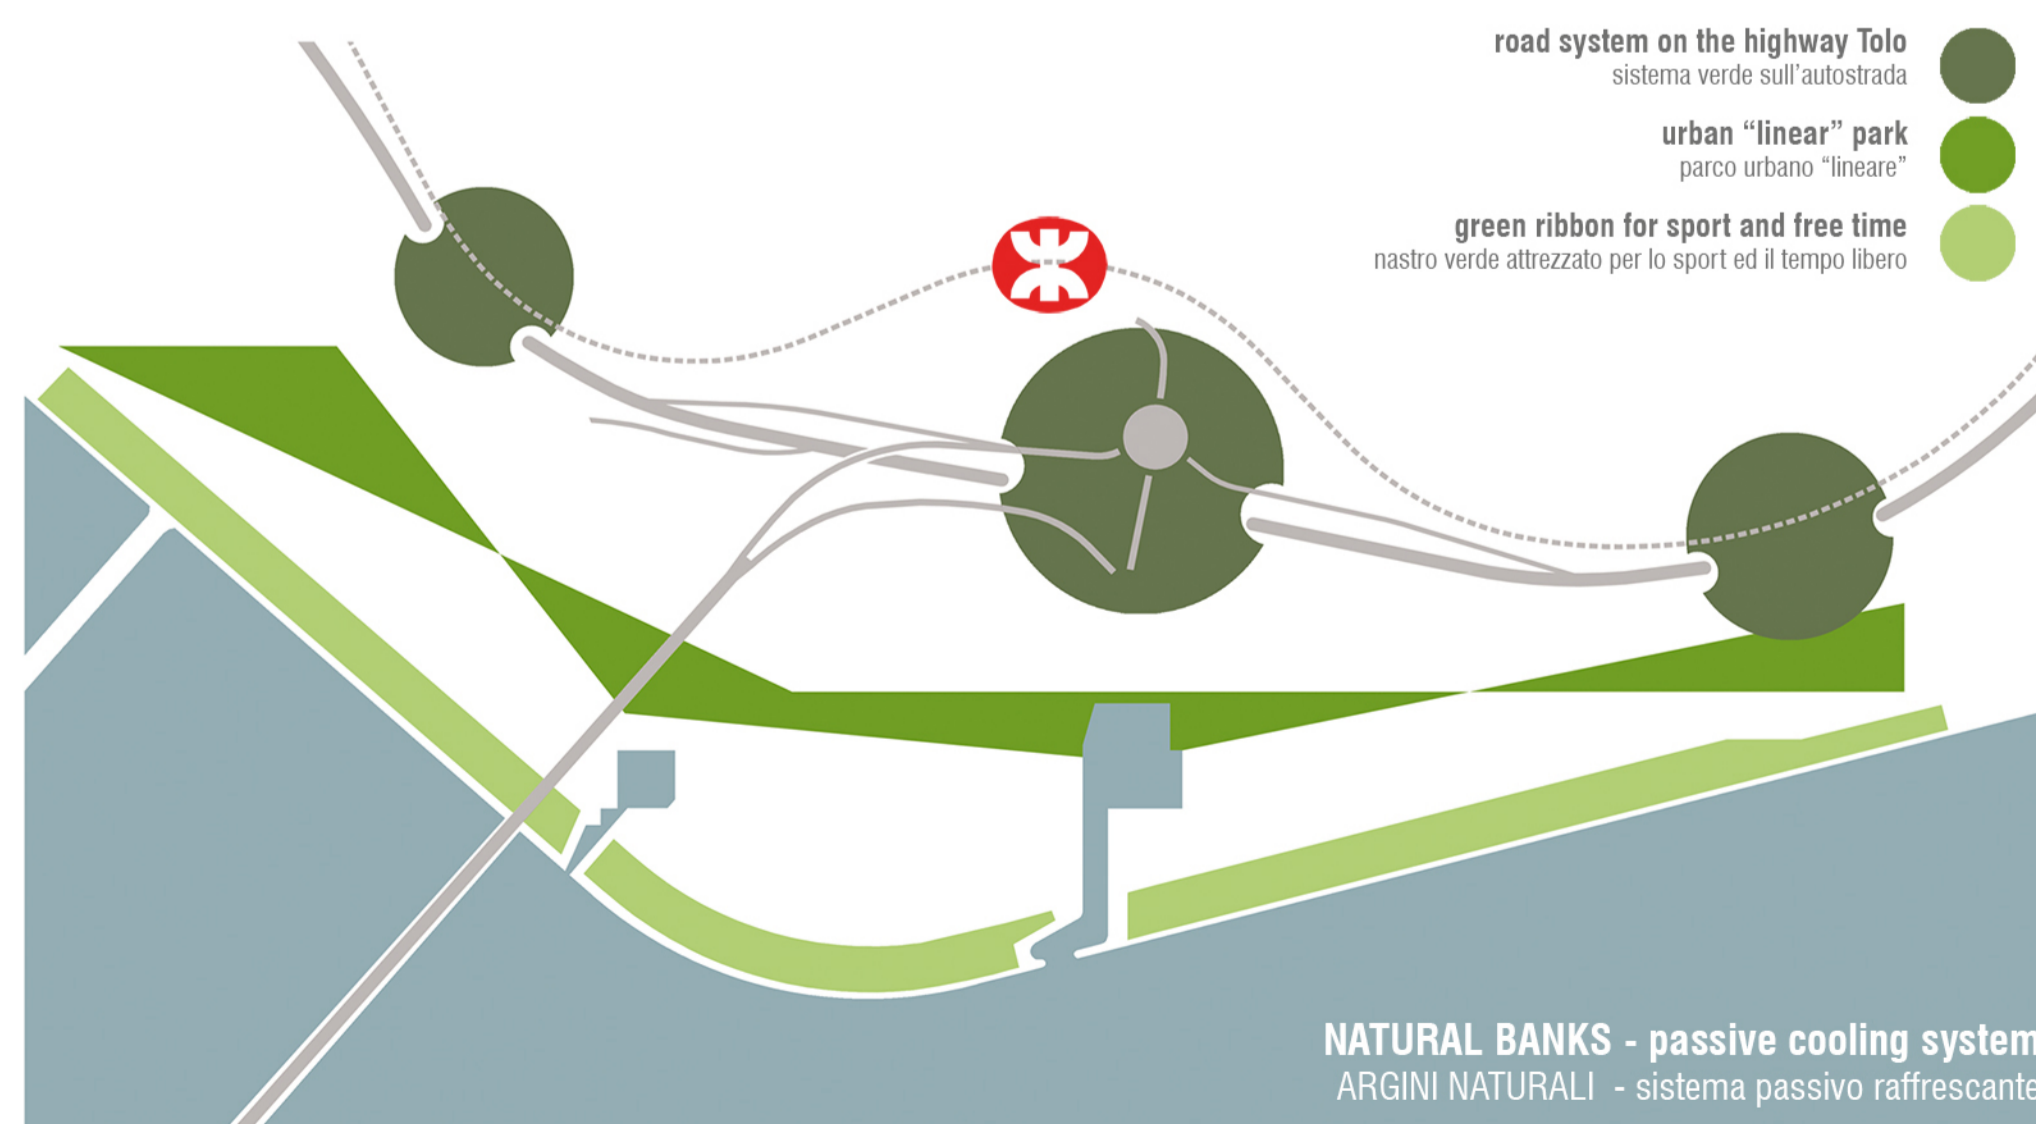 road system on the highway Tolo
sistema verde sull'autostrada
urban “linear” park
parco urbano “lineare”
green ribbon for sport and free time
nastro verde attrezzato per lo sport ed il tempo libero
NATURAL BANKS - passive cooling system
ARGINI NATURALI - sistema passivo raffrescante